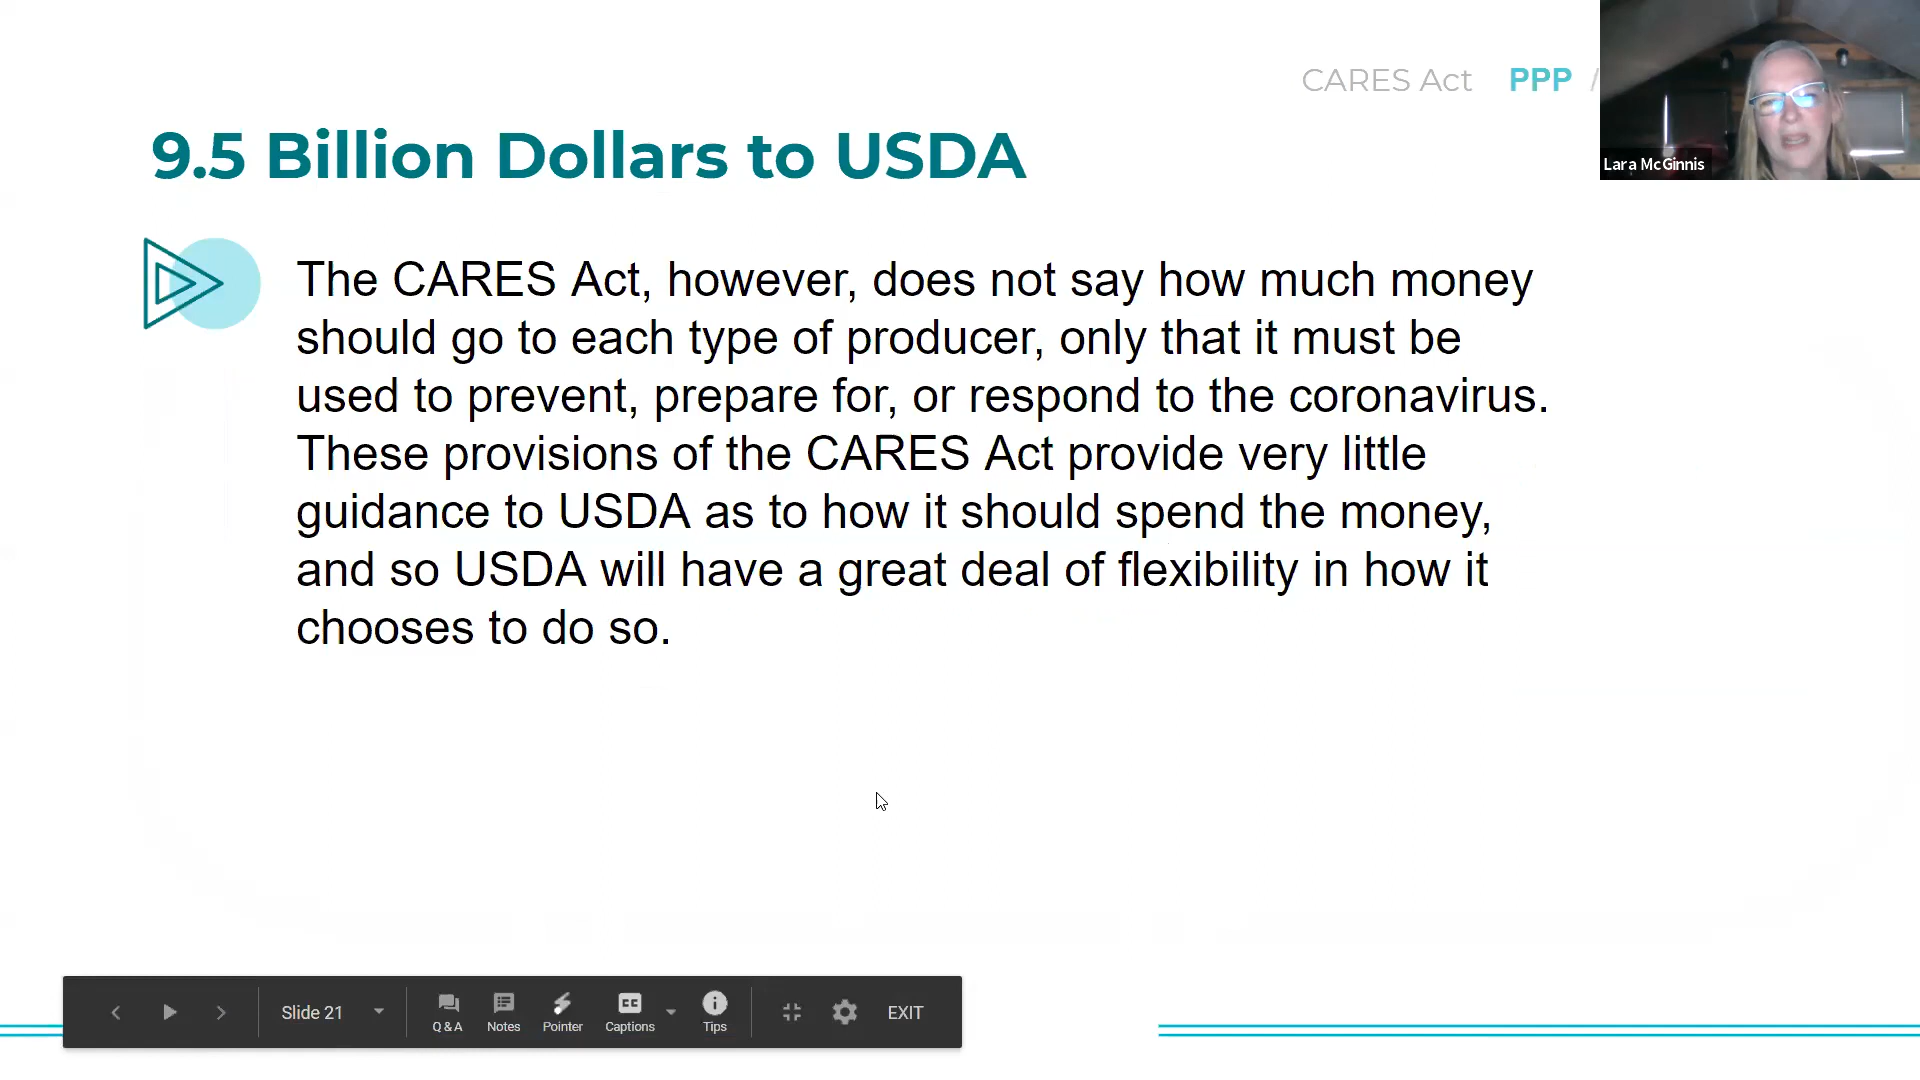 CARES Act PPP /
Lara McGinnis
9.5 Billion Dollars to USDA
The CARES Act, however, does not say how much money
should go to each type of producer, only that it must be
used to prevent, prepare for, or respond to the coronavirus.
These provisions of the CARES Act provide very little
guidance to USDA as to how it should spend the money,
and so USDA will have a great deal of flexibility in how it
chooses to do so.
Slide 21
Q & A Notes Pointer Captions Tips
EXIT